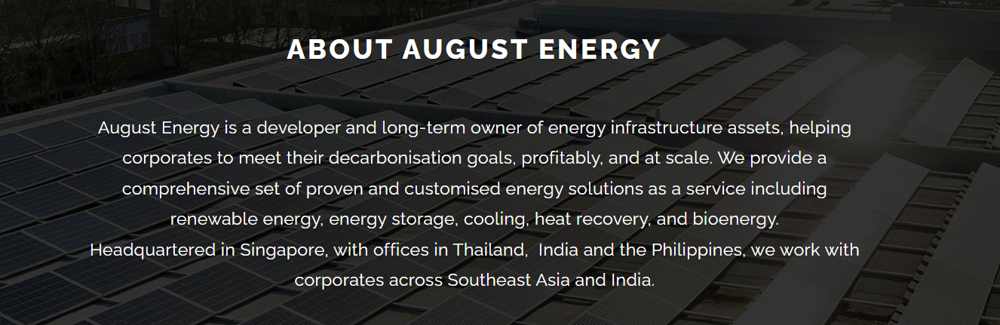 ABOUT AUGUST ENERGY
August Energy is a developer and long-term owner of energy infrastructure assets, helping
corporates to meet their decarbonisation goals, profitably, and at scale. We provide a
comprehensive set of proven and customised energy solutions as a service including
renewable energy, energy storage, cooling, heat recovery, and bioenergy.
Headquartered in Singapore, with offices in Thailand,  India and the Philippines, we work with
corporates across Southeast Asia and India.